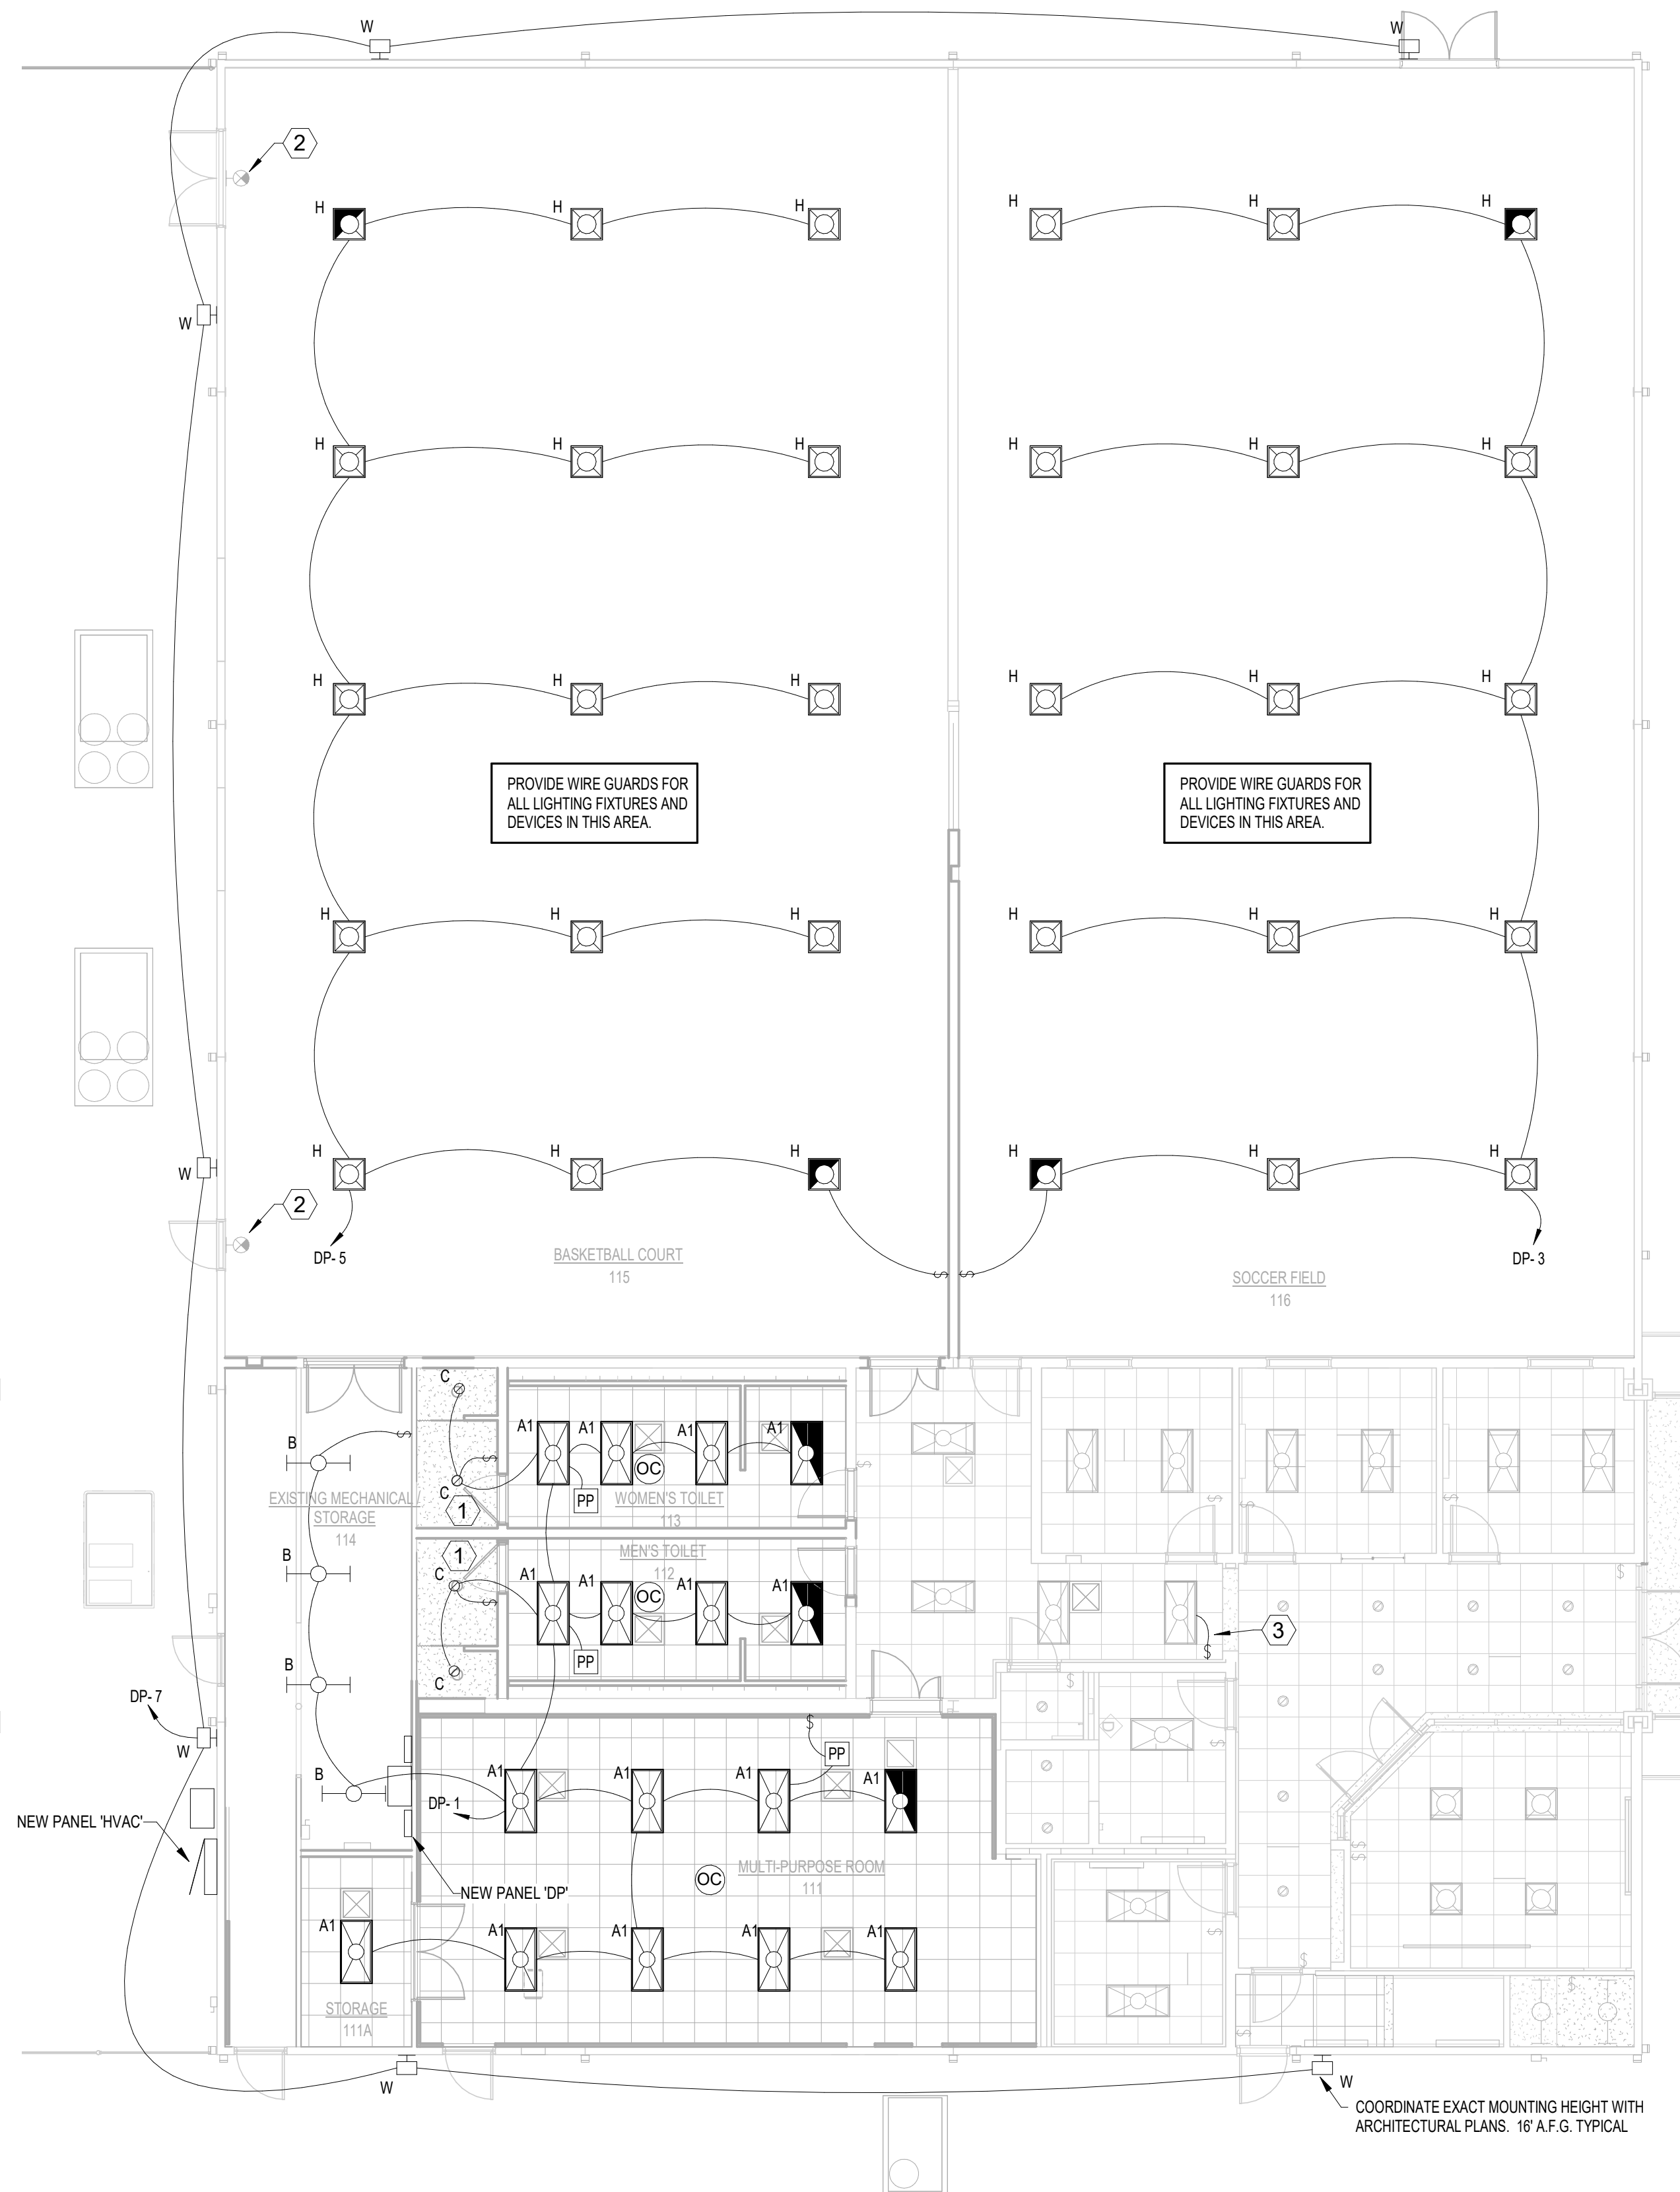 W
W
2
H
H
H
H
H
H
W
H
H
H
H
H
H
H
H
H
H
H
H
PROVIDE WIRE GUARDS FOR
ALL LIGHTING FIXTURES AND
DEVICES IN THIS AREA.
PROVIDE WIRE GUARDS FOR
ALL LIGHTING FIXTURES AND
DEVICES IN THIS AREA.
H
H
H
H
H
H
H
H
H
H
H
H
W
2
DP- 5
BASKETBALL COURT
115
DP- 3
SOCCER FIELD
116
$
$
C
A1
A1
A1
A1
B
$
$
OC
C
1
PP
EXISTING MECHANICAL /
STORAGE
114
WOMEN'S TOILET
113
$
$
$
$
1
MEN'S TOILET
112
B
C
A1
A1
A1
A1
OC
$
$
3
$
PP
B
C
$
DP- 7
W
$
PP
D
$
B
A1
A1
A1
A1
DP- 1
NEW PANEL 'HVAC'
$
$
MULTI-PURPOSE ROOM
111
OC
NEW PANEL 'DP'
A1
A1
A1
A1
A1
$
$
$
STORAGE
111A
$
W
W
COORDINATE EXACT MOUNTING HEIGHT WITH
ARCHITECTURAL PLANS. 16' A.F.G. TYPICAL